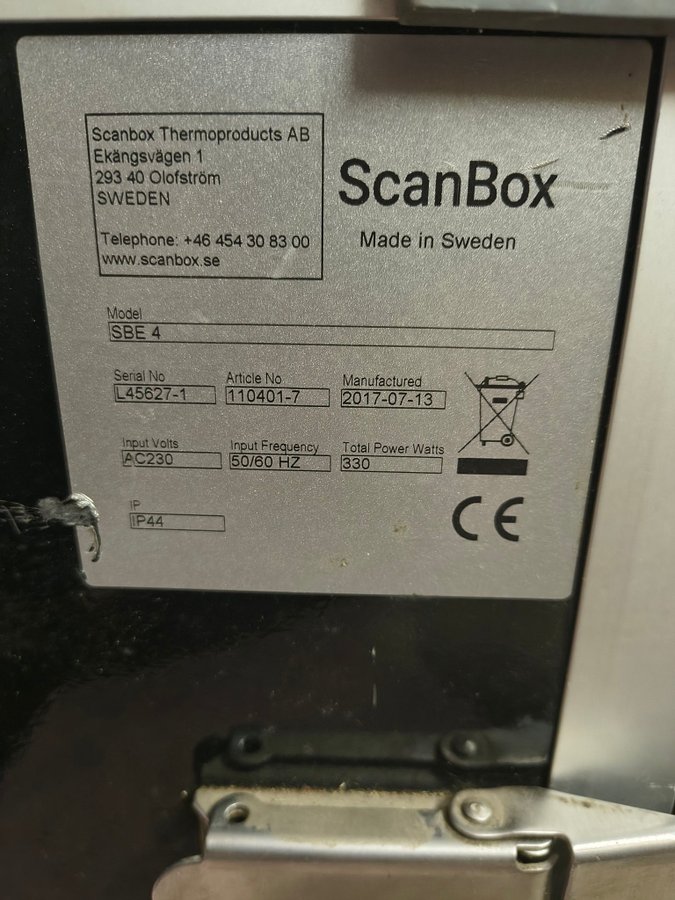 Scanbox Thermoproducts AB
Ekängsvägen 1
293 40 Olofström
SWEDEN
Telephone: +46 454 30 83 00
www.scanbox.se
ScanBox
Made in Sweden
Model
SBE 4
Serial No Article No Manufactured
L45627-1 110401-7 2017-07-13
Input Volts Input Frequency Total Power Watts
AC230 50/60 HZ 330
IP
IP44
CE